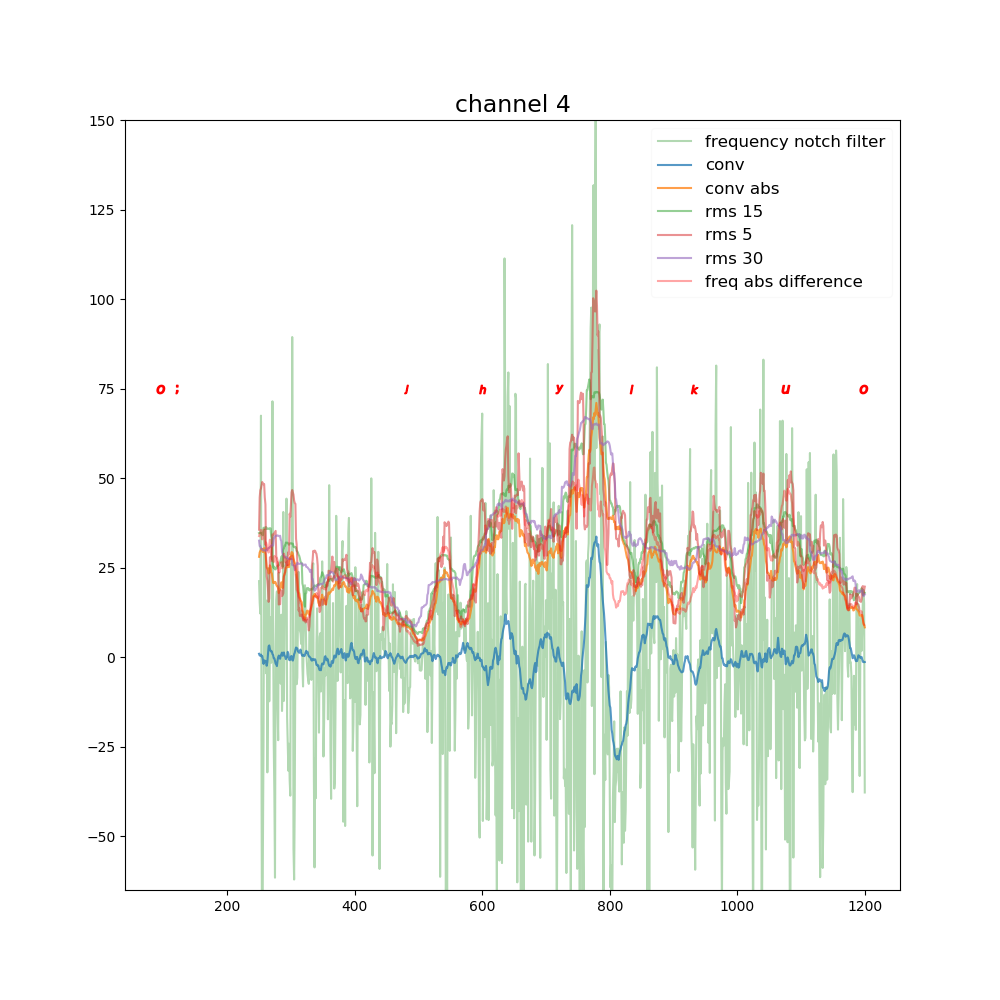 channel 4
150
125
100
75
50
25
0
−25
−50
frequency notch filter
conv
conv abs
rms 15
rms 5
rms 30
freq abs difference
o ; j h y j k u o
200 400 600 800 1000 1200